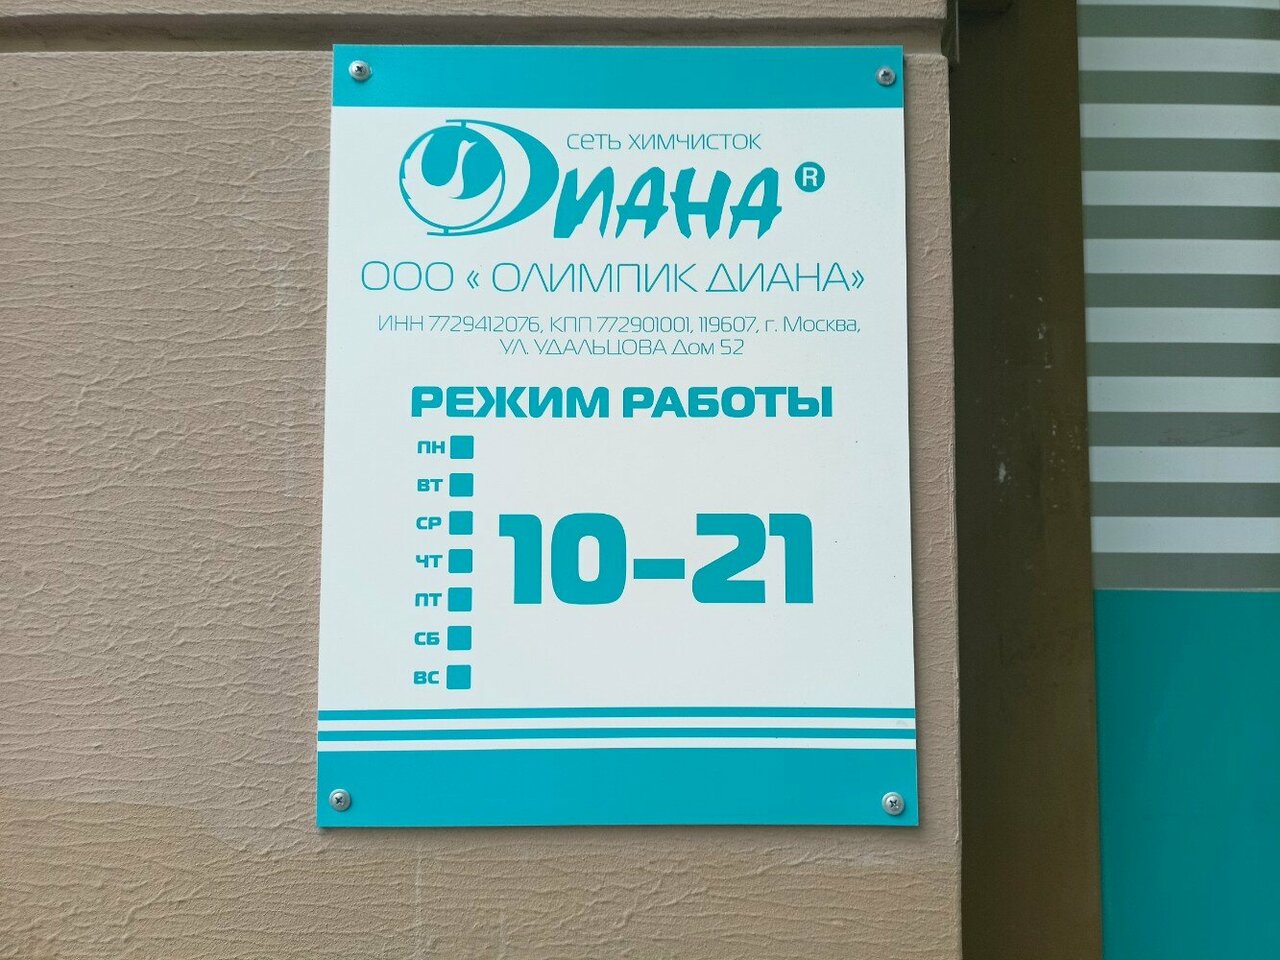 сеть химчисток
ДИАНА ®
ООО « ОЛИМПИК ДИАНА»
ИНН 7729412076, КПП 772901001, 119607, г. Москва,
УЛ. УДАЛЬЦОВА Дом 52
РЕЖИМ РАБОТЫ
ПН
ВТ
СР
ЧТ
10-21
ПТ
СБ
ВС